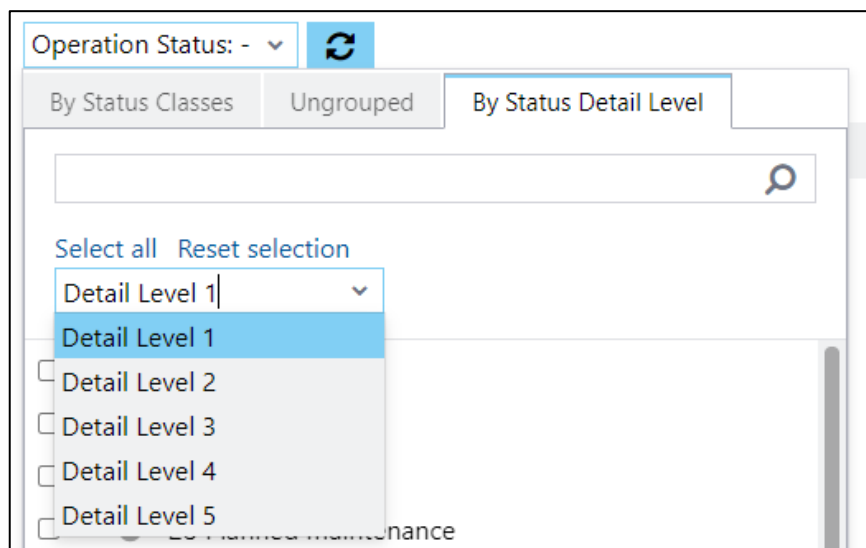 Operation Status: -
By Status Classes Ungrouped By Status Detail Level
Select all Reset selection
Detail Level 1
Detail Level 1
Detail Level 2
Detail Level 3
Detail Level 4
Detail Level 5
maintenance